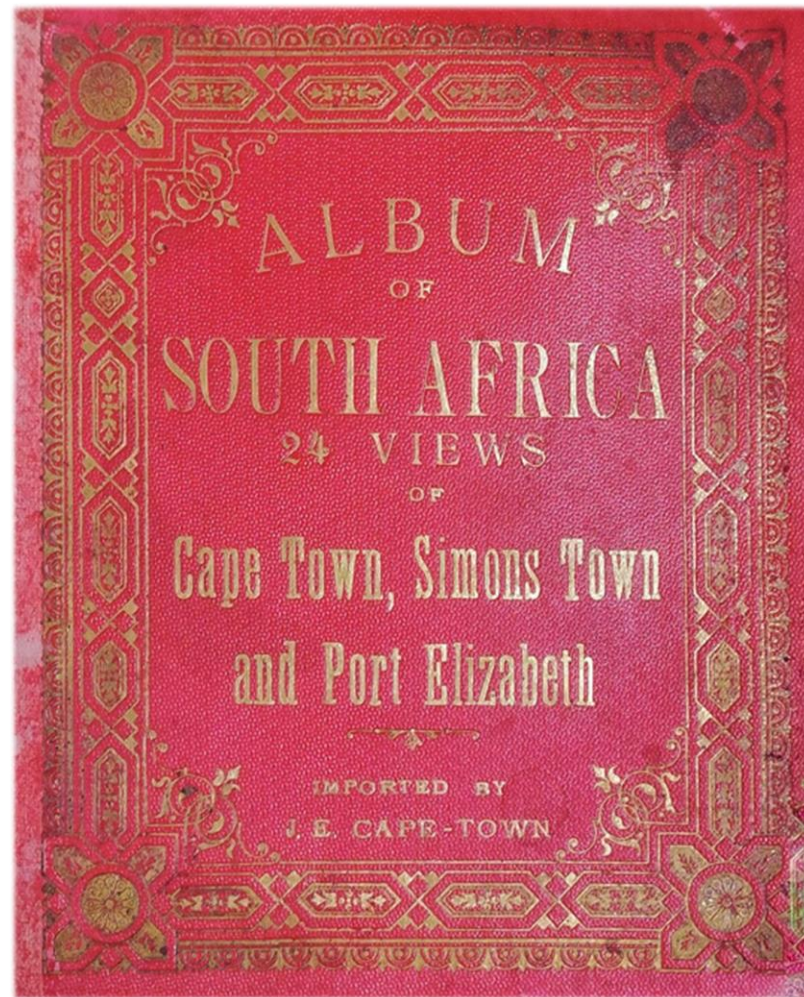 ALBUM
OF
SOUTH AFRICA
24 VIEWS
OF
Cape Town, Simons Town
and Port Elizabeth
IMPORTED BY
J. E. CAPE-TOWN